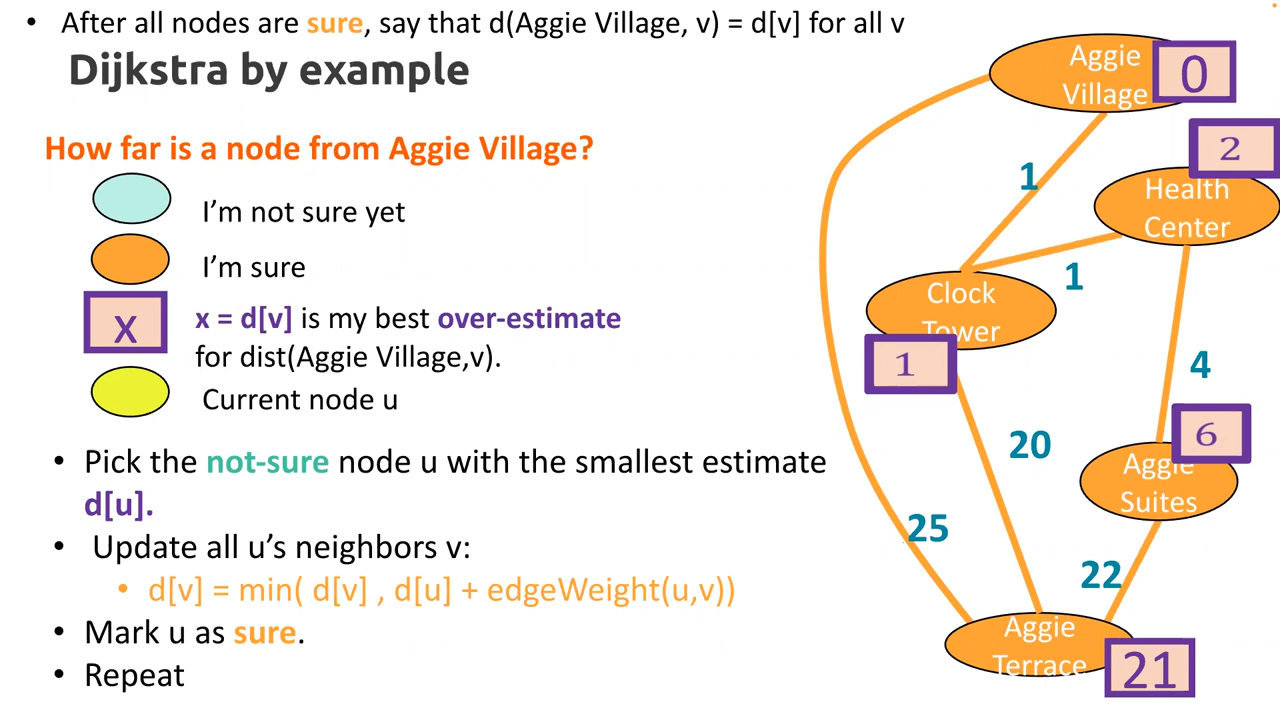 • After all nodes are sure, say that d(Aggie Village, v) = d[v] for all v
Dijkstra by example
How far is a node from Aggie Village?
I'm not sure yet
I'm sure
x
x = d[v] is my best over-estimate
for dist(Aggie Village,v).
Current node u
• Pick the not-sure node u with the smallest estimate
d[u].
• Update all u's neighbors v:
• d[v] = min( d[v] , d[u] + edgeWeight(u,v))
• Mark u as sure.
• Repeat
Aggie
Village
0
2
Health
Center
1
1
Clock
Tower
1
4
20
6
Aggie
Suites
25
22
Aggie
Terrace
21